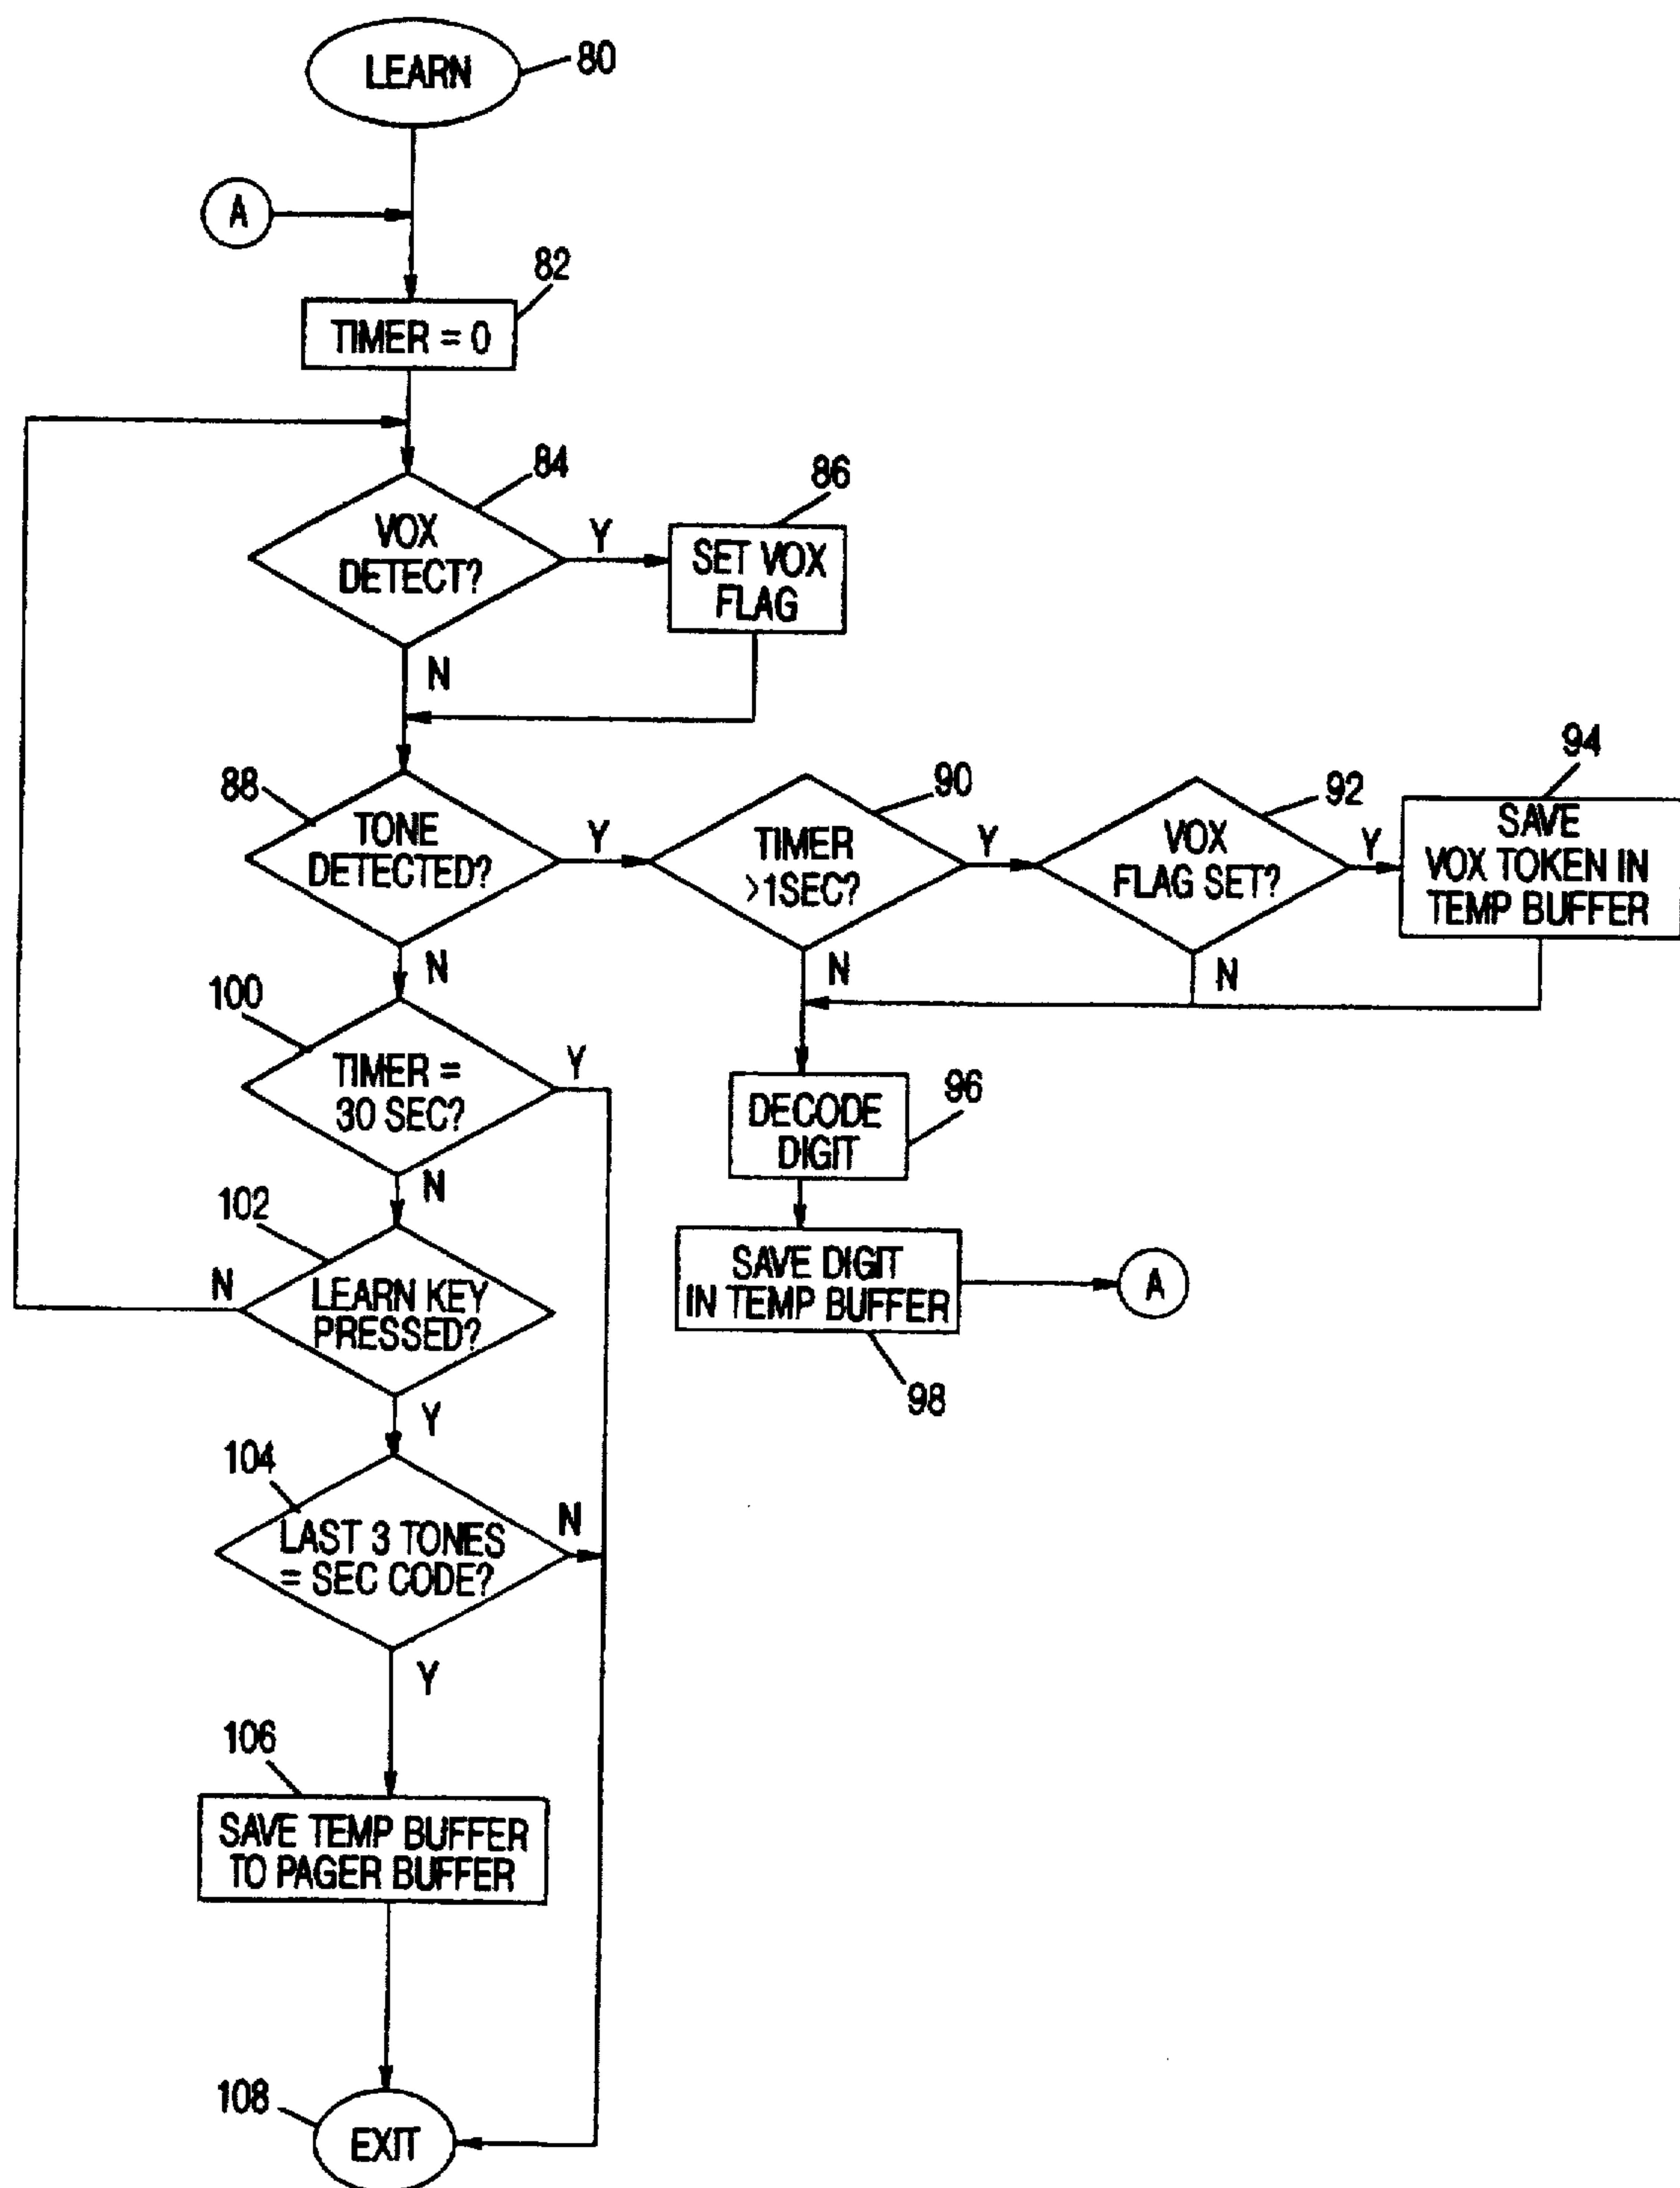 LEARN
80
A
82
TIMER = 0
84
86
VOX
DETECT?
Y
SET VOX
FLAG
N
88
90
92
94
TONE
DETECTED?
Y
TIMER
>1SEC?
Y
VOX
FLAG SET?
Y
SAVE
VOX TOKEN IN
TEMP BUFFER
N
N
N
100
TIMER =
30 SEC?
Y
DECODE
DIGIT
96
N
102
N
LEARN KEY
PRESSED?
SAVE DIGIT
IN TEMP BUFFER
A
98
Y
104
LAST 3 TONES
= SEC CODE?
N
Y
106
SAVE TEMP BUFFER
TO PAGER BUFFER
108
EXIT